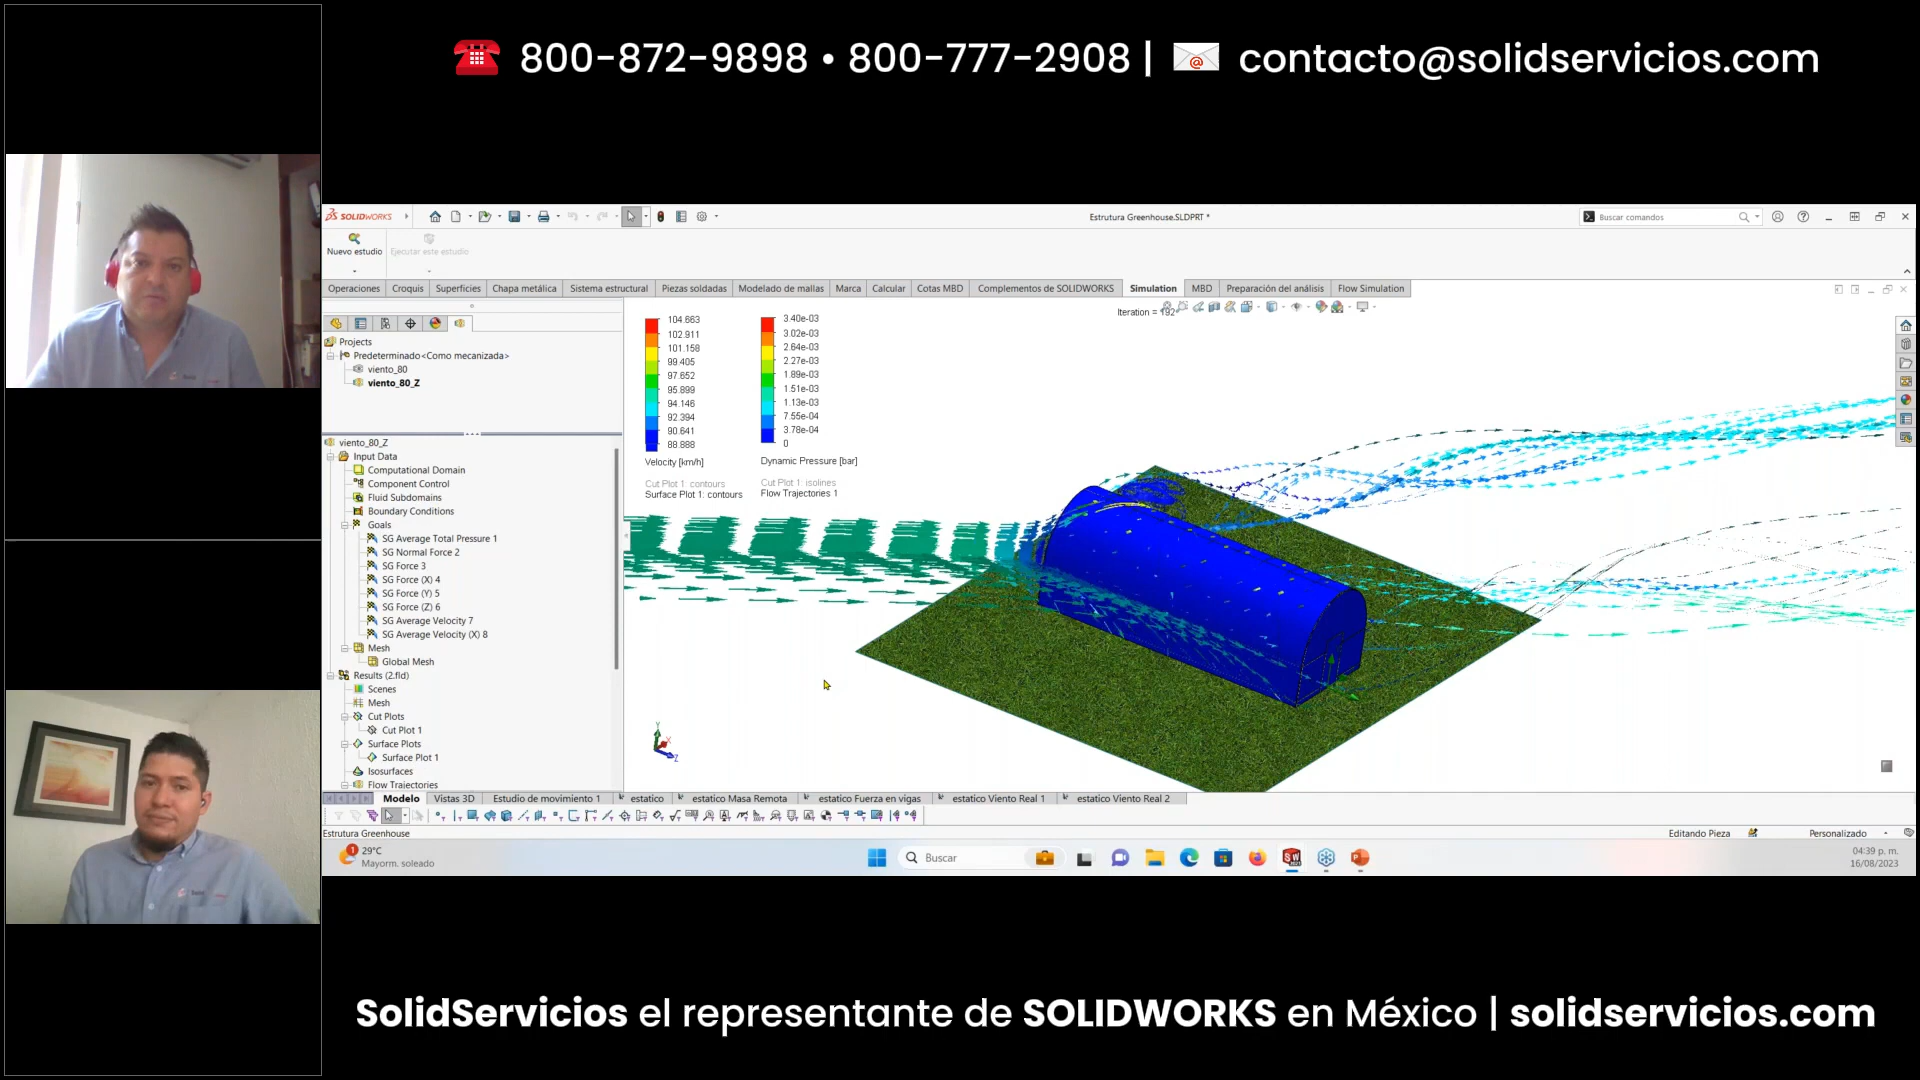 800-872-9898 • 800-777-2908 | contacto@solidservicios.com
SOLIDWORKS
Estrutura Greenhouse.SLDPRT *
Buscar comandos
Nuevo estudio
Ejecutar este estudio
Operaciones
Croquis
Superficies
Chapa metálica
Sistema estructural
Piezas soldadas
Modelado de mallas
Marca
Calcular
Cotas MBD
Complementos de SOLIDWORKS
Simulation
MBD
Preparación del análisis
Flow Simulation
Projects
Predeterminado<Como mecanizada>
viento_80
viento_80_Z
viento_80_Z
Input Data
Computational Domain
Component Control
Fluid Subdomains
Boundary Conditions
Goals
SG Average Total Pressure 1
SG Normal Force 2
SG Force 3
SG Force (X) 4
SG Force (Y) 5
SG Force (Z) 6
SG Average Velocity 7
SG Average Velocity (X) 8
Mesh
Global Mesh
Results (2.fld)
Scenes
Mesh
Cut Plots
Cut Plot 1
Surface Plots
Surface Plot 1
Isosurfaces
Flow Trajectories
Iteration = 192
104.663
102.911
101.158
99.405
97.652
95.899
94.146
92.394
90.641
88.888
Velocity [km/h]
Cut Plot 1: contours
Surface Plot 1: contours
3.40e-03
3.02e-03
2.64e-03
2.27e-03
1.89e-03
1.51e-03
1.13e-03
7.55e-04
3.78e-04
0
Dynamic Pressure [bar]
Cut Plot 1: isolines
Flow Trajectories 1
Y
X
Z
Modelo
Vistas 3D
Estudio de movimiento 1
estatico
estatico Masa Remota
estatico Fuerza en vigas
estatico Viento Real 1
estatico Viento Real 2
Estrutura Greenhouse
Editando Pieza
Personalizado
1
29°C
Mayorm. soleado
Buscar
04:39 p. m.
16/08/2023
SolidServicios el representante de SOLIDWORKS en México | solidservicios.com